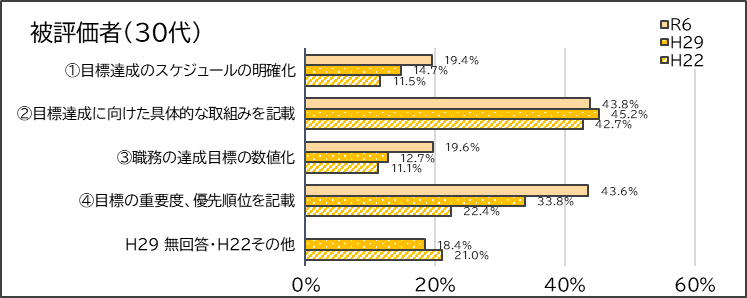 被評価者(30代)
R6
H29
H22
①目標達成のスケジュールの明確化
19.4%
14.7%
11.5%
②目標達成に向けた具体的な取組みを記載
43.8%
45.2%
42.7%
③職務の達成目標の数値化
19.6%
12.7%
11.1%
④目標の重要度、優先順位を記載
43.6%
33.8%
22.4%
H29 無回答・H22その他
18.4%
21.0%
0% 20% 40% 60%